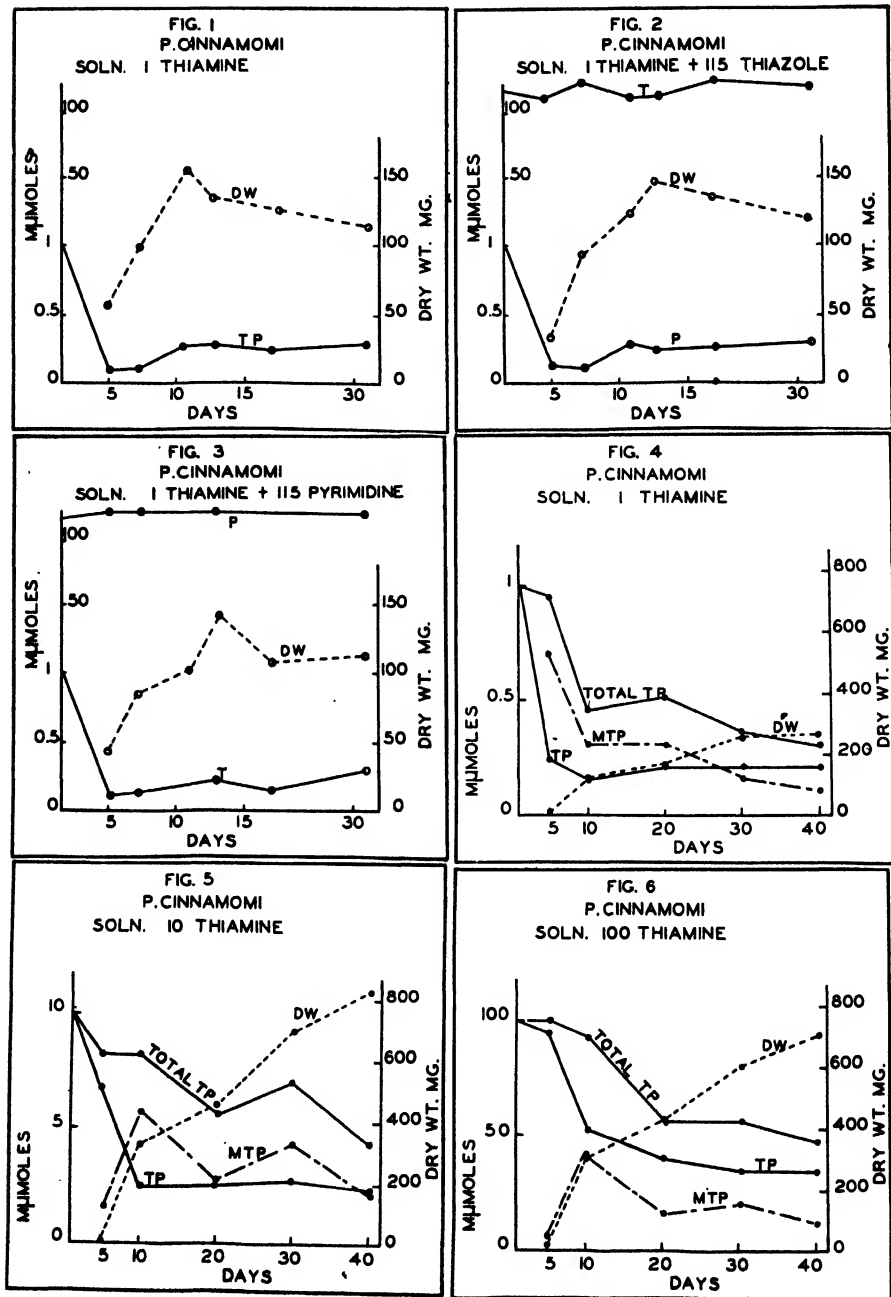 FIG. 1
P. CINNAMOMI
SOLN. 1 THIAMINE
100
50
1
0.5
0
MµMOLES
T P
DW
150
100
50
0
DRY WT. MG.
5 10 15 30
DAYS
FIG. 2
P. CINNAMOMI
SOLN. 1 THIAMINE + 115 THIAZOLE
100
50
1
0.5
0
MµMOLES
T
DW
P
150
100
50
0
DRY WT. MG.
5 10 15 30
DAYS
FIG. 3
P. CINNAMOMI
SOLN. 1 THIAMINE + 115 PYRIMIDINE
100
50
1
0.5
0
MµMOLES.
P
DW
T
150
100
50
0
DRY WT. MG.
5 10 15 30
DAYS
FIG. 4
P. CINNAMOMI
SOLN. 1 THIAMINE
1
0.5
0
MµMOLES
TOTAL TP
MTP
TP
DW
800
600
400
200
0
DRY WT. MG.
5 10 20 30 40
DAYS
FIG. 5
P. CINNAMOMI
SOLN. 10 THIAMINE
10
5
0
MµMOLES
TOTAL TP
DW
MTP
TP
800
600
400
200
0
DRY WT. MG.
5 10 20 30 40
DAYS
FIG. 6
P. CINNAMOMI
SOLN. 100 THIAMINE
100
50
0
MµMOLES
TOTAL TP
DW
TP
MTP
800
600
400
200
0
DRY WT. MG.
5 10 20 30 40
DAYS